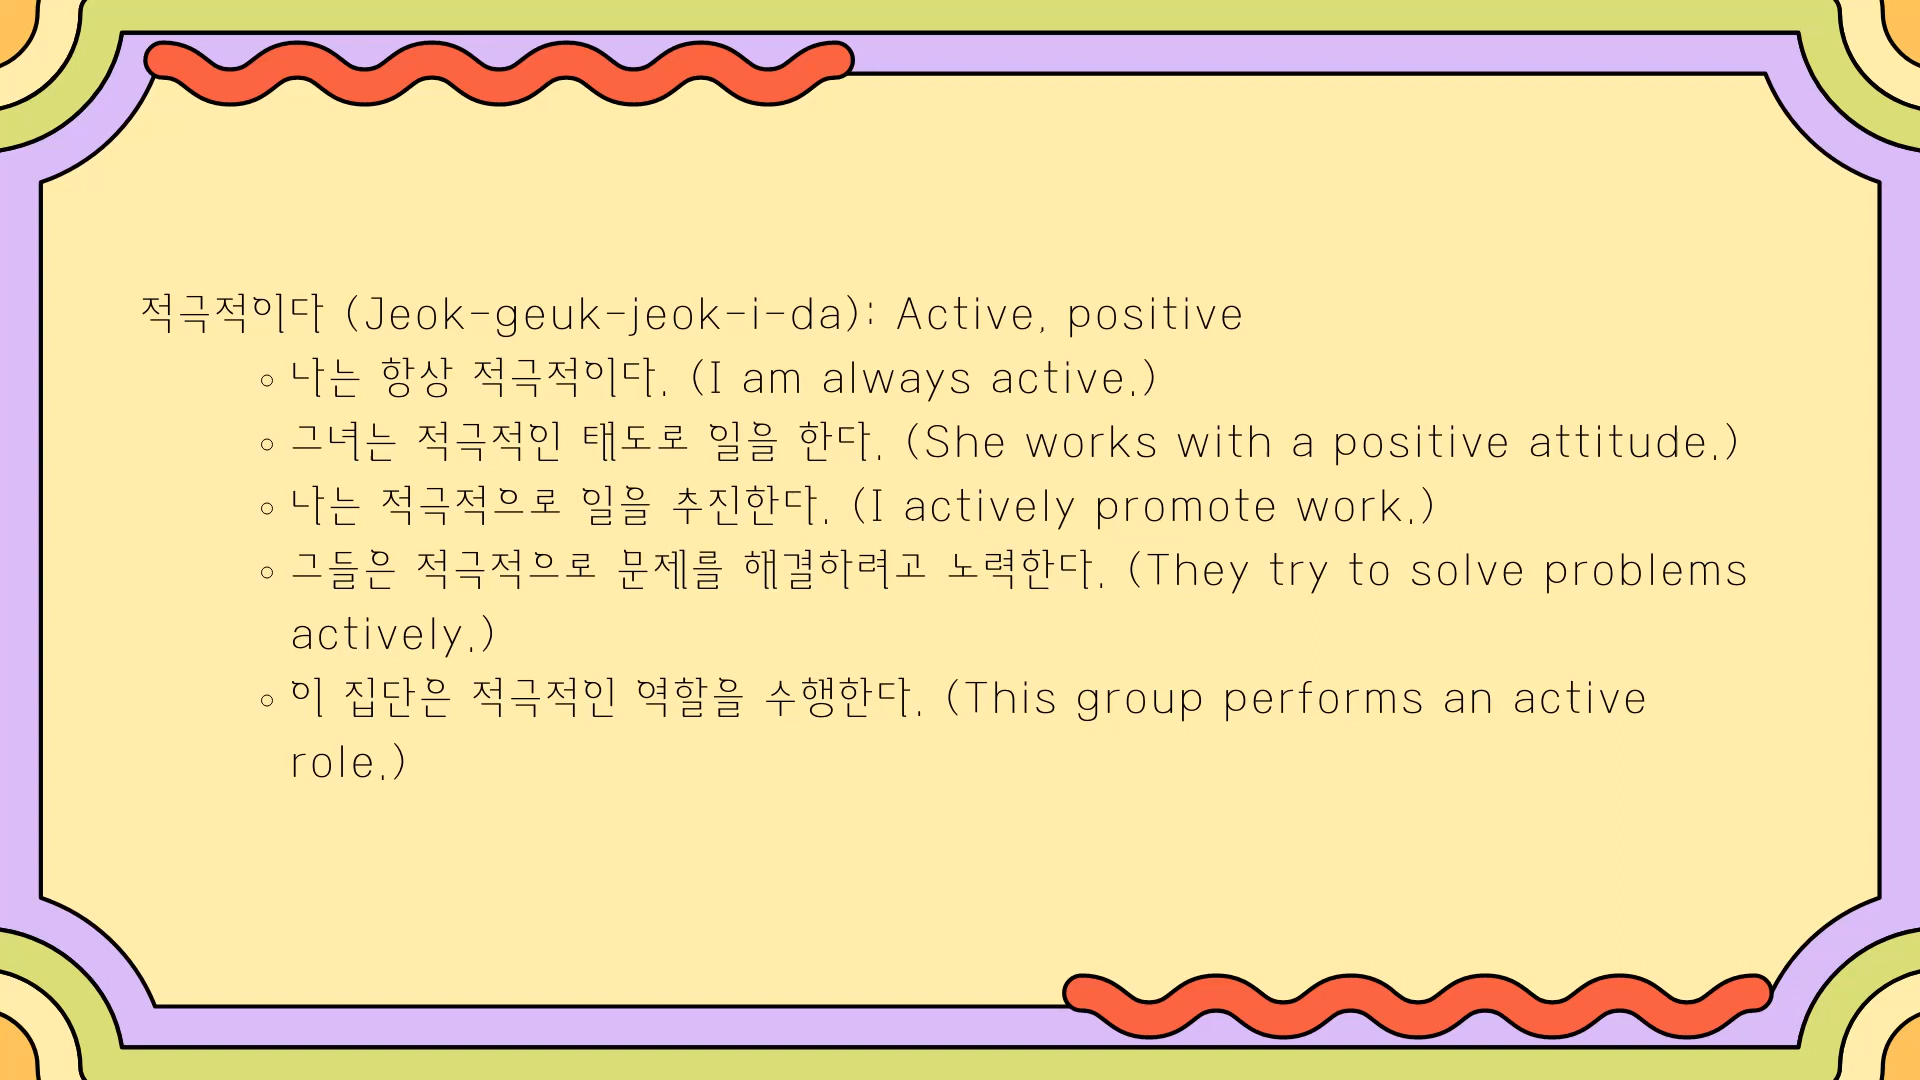 적극적이다 (Jeok-geuk-jeok-i-da): Active, positive
나는 항상 적극적이다. (I am always active.)
그녀는 적극적인 태도로 일을 한다. (She works with a positive attitude.)
나는 적극적으로 일을 추진한다. (I actively promote work.)
그들은 적극적으로 문제를 해결하려고 노력한다. (They try to solve problems
actively.)
이 집단은 적극적인 역할을 수행한다. (This group performs an active
role.)